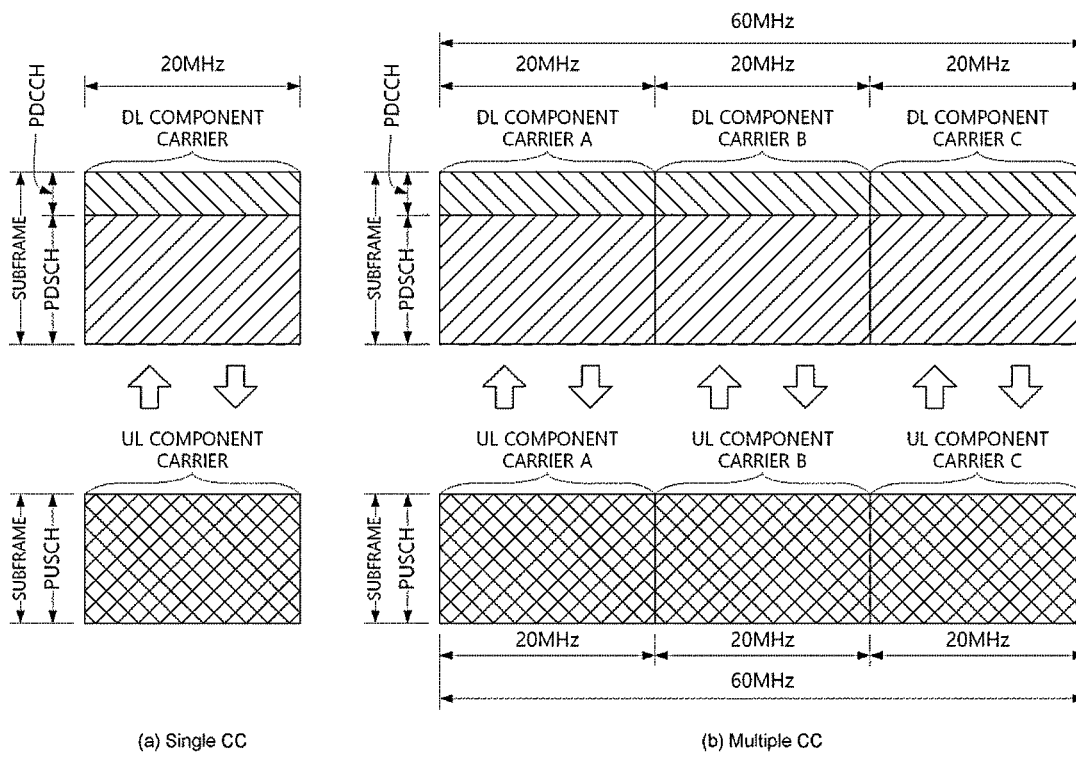 60MHz
20MHz
20MHz
20MHz
20MHz
PDCCH
DL COMPONENT
CARRIER
SUBFRAME
PDSCH
PDCCH
DL COMPONENT
CARRIER A
DL COMPONENT
CARRIER B
DL COMPONENT
CARRIER C
SUBFRAME
PDSCH
UL COMPONENT
CARRIER
SUBFRAME
PUSCH
UL COMPONENT
CARRIER A
UL COMPONENT
CARRIER B
UL COMPONENT
CARRIER C
SUBFRAME
PUSCH
20MHz
20MHz
20MHz
60MHz
(a) Single CC
(b) Multiple CC